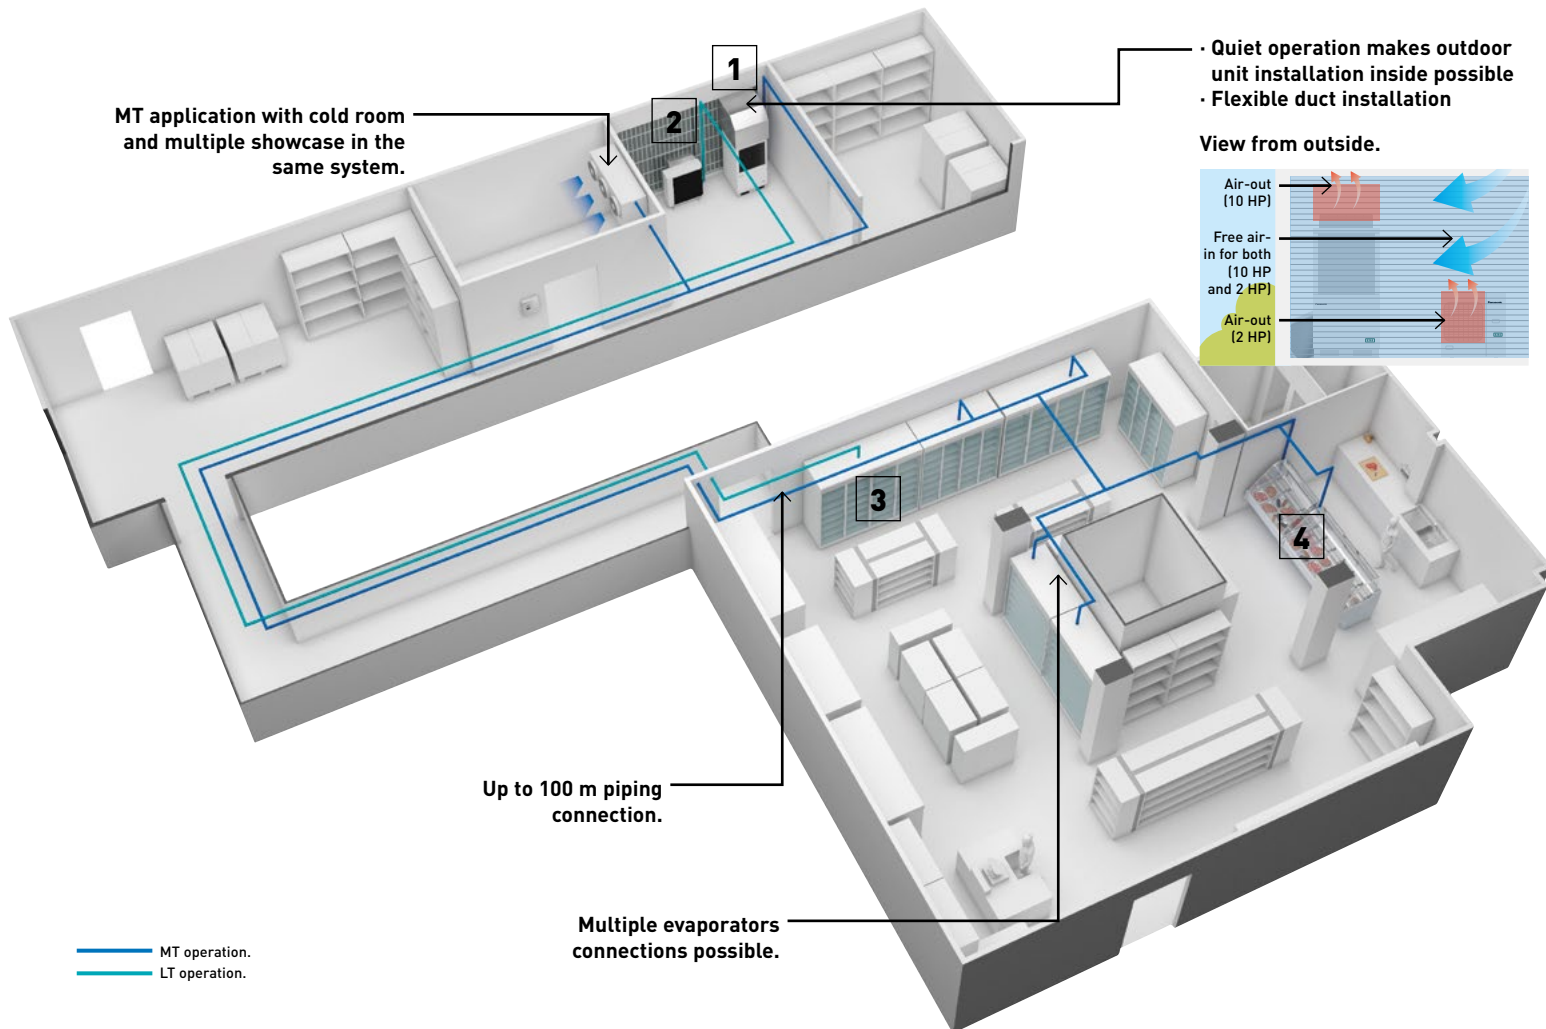 1
2
MT application with cold room
and multiple showcase in the
same system.
· Quiet operation makes outdoor
unit installation inside possible
· Flexible duct installation
View from outside.
Air-out
(10 HP)
Free air-
in for both
(10 HP
and 2 HP)
Air-out
(2 HP)
3
4
Up to 100 m piping
connection.
Multiple evaporators
connections possible.
MT operation.
LT operation.